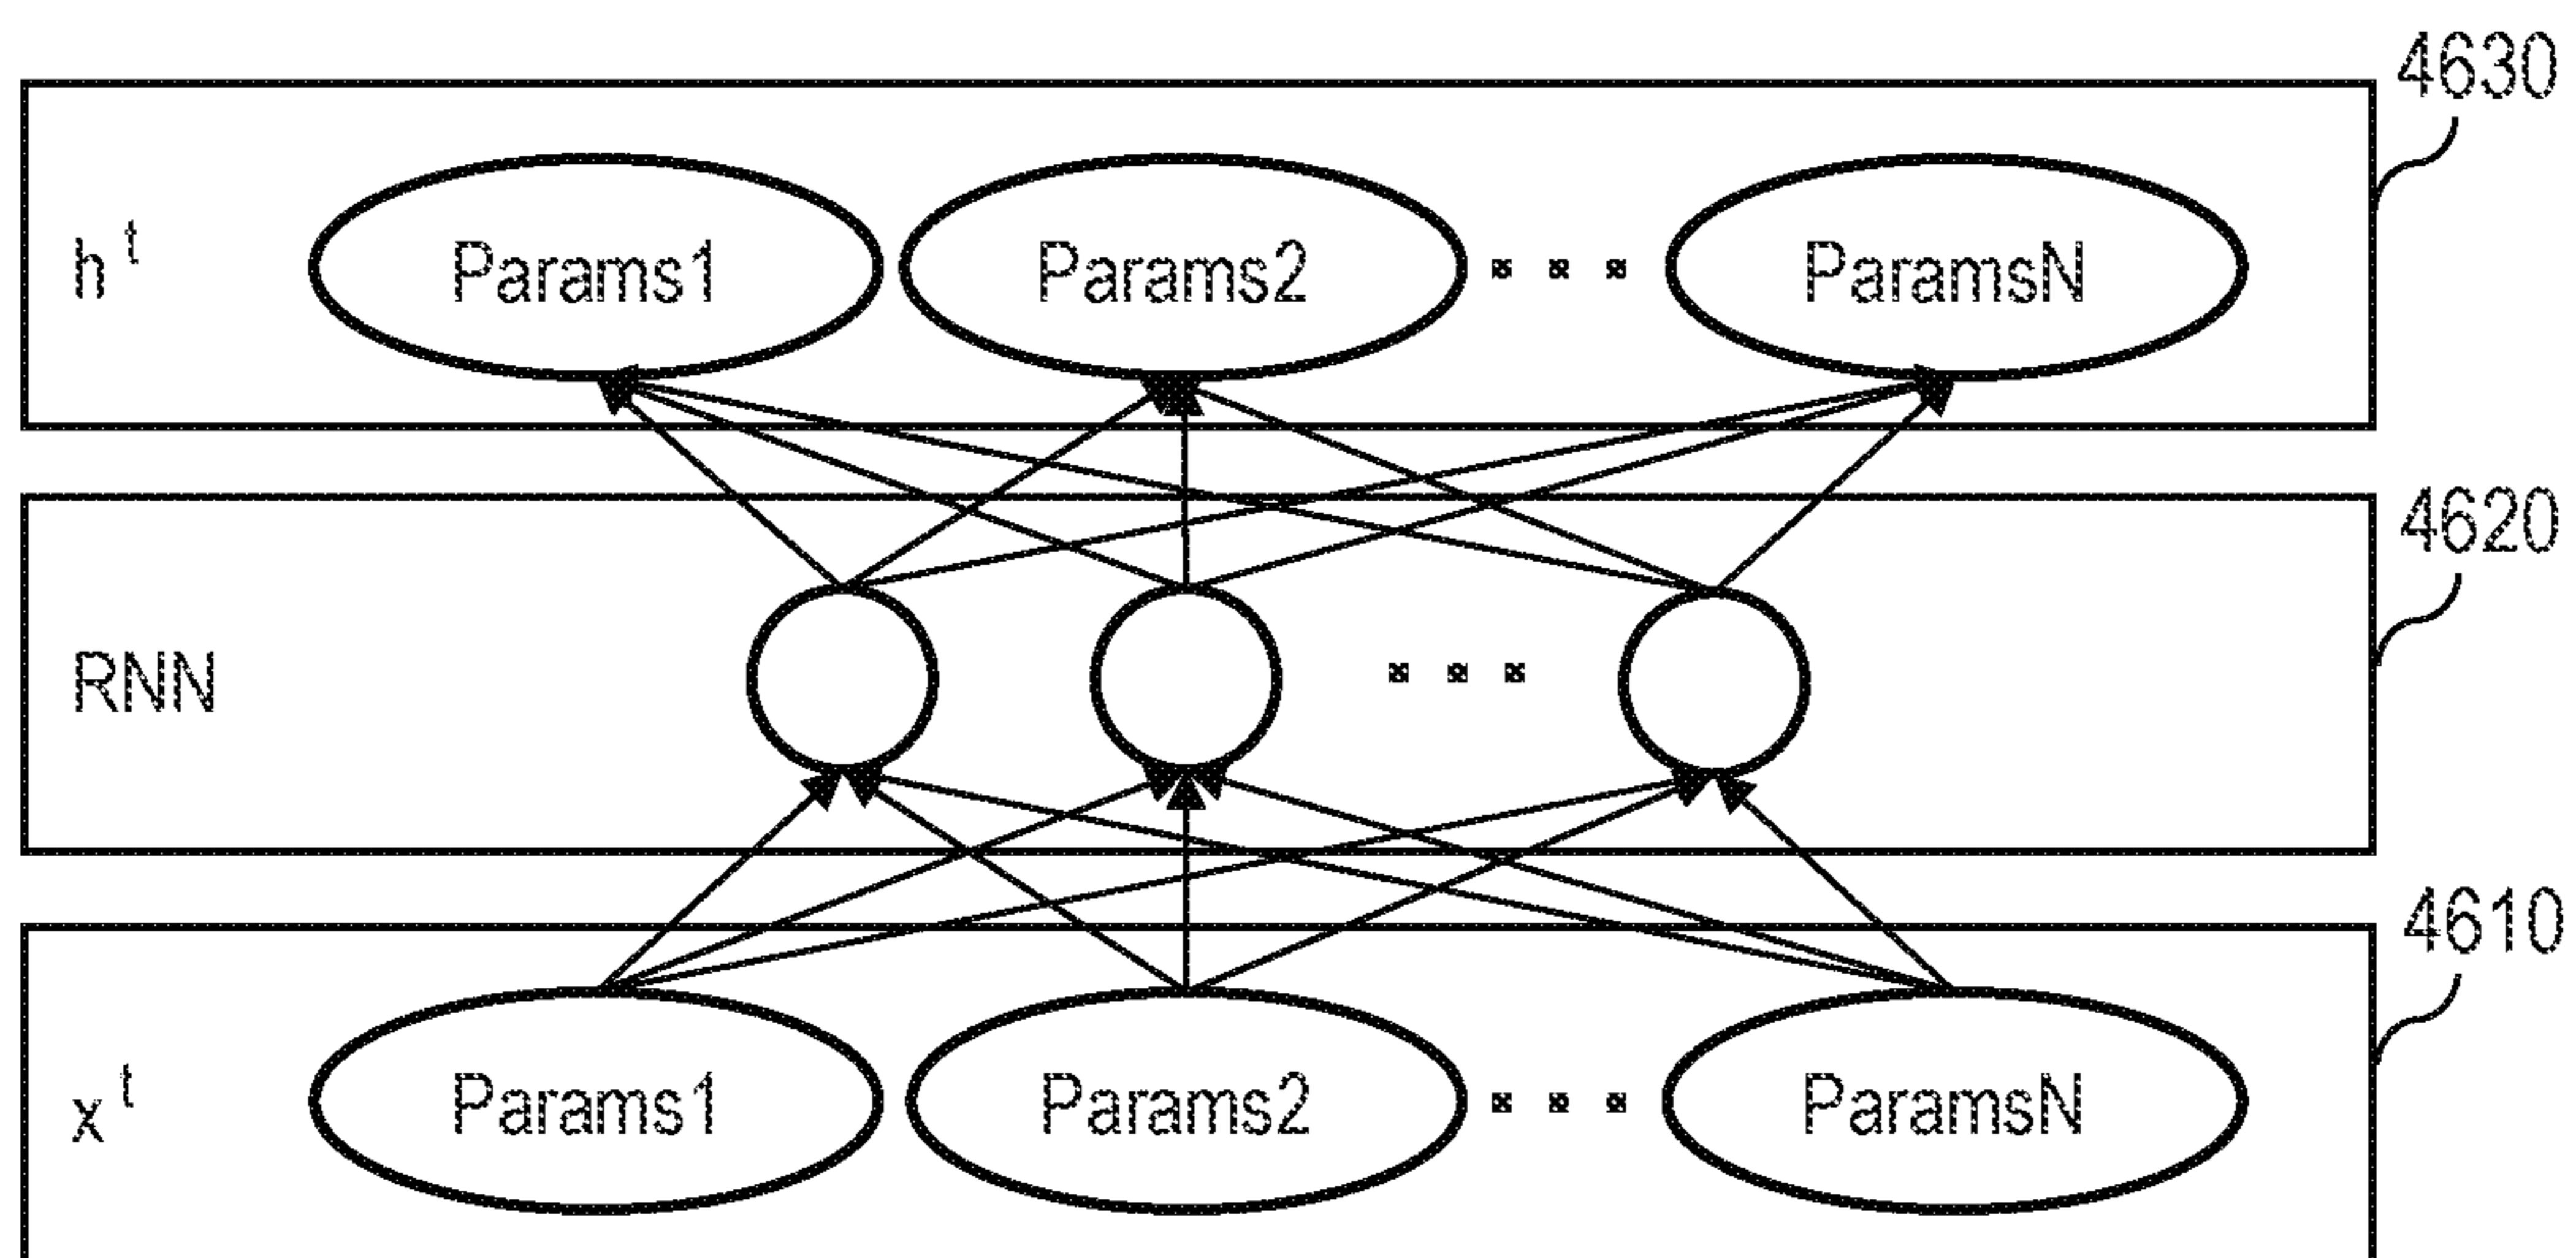 4630
h t Params1 Params2 ... ParamsN
4620
RNN ...
4610
x t Params1 Params2 ... ParamsN